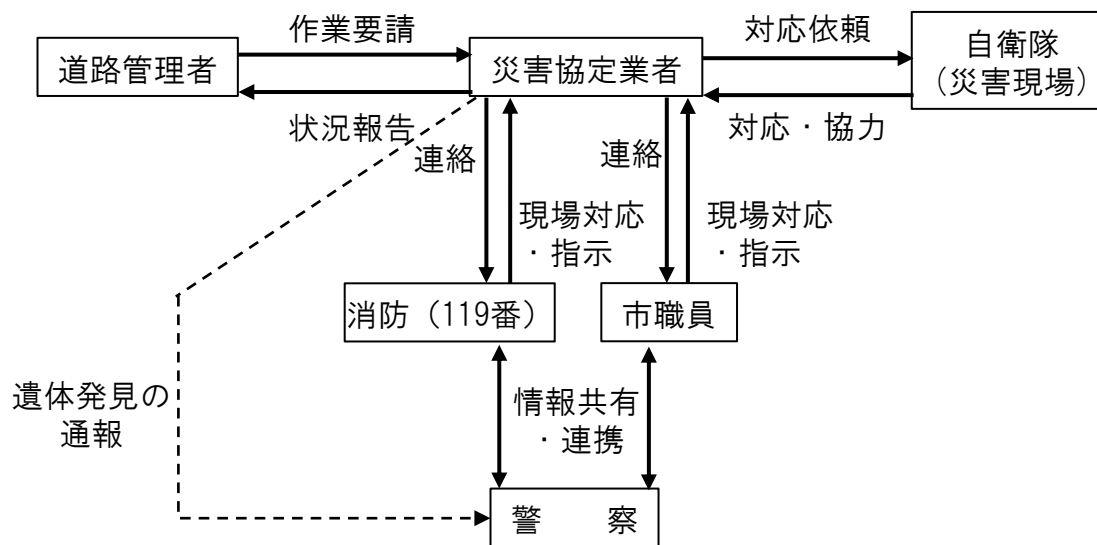 作業要請
対応依頼
道路管理者
災害協定業者
自衛隊
（災害現場）
状況報告
対応・協力
連絡
連絡
現場対応
・指示
現場対応
・指示
消防（119番）
市職員
遺体発見の
通報
情報共有
・連携
警　　察